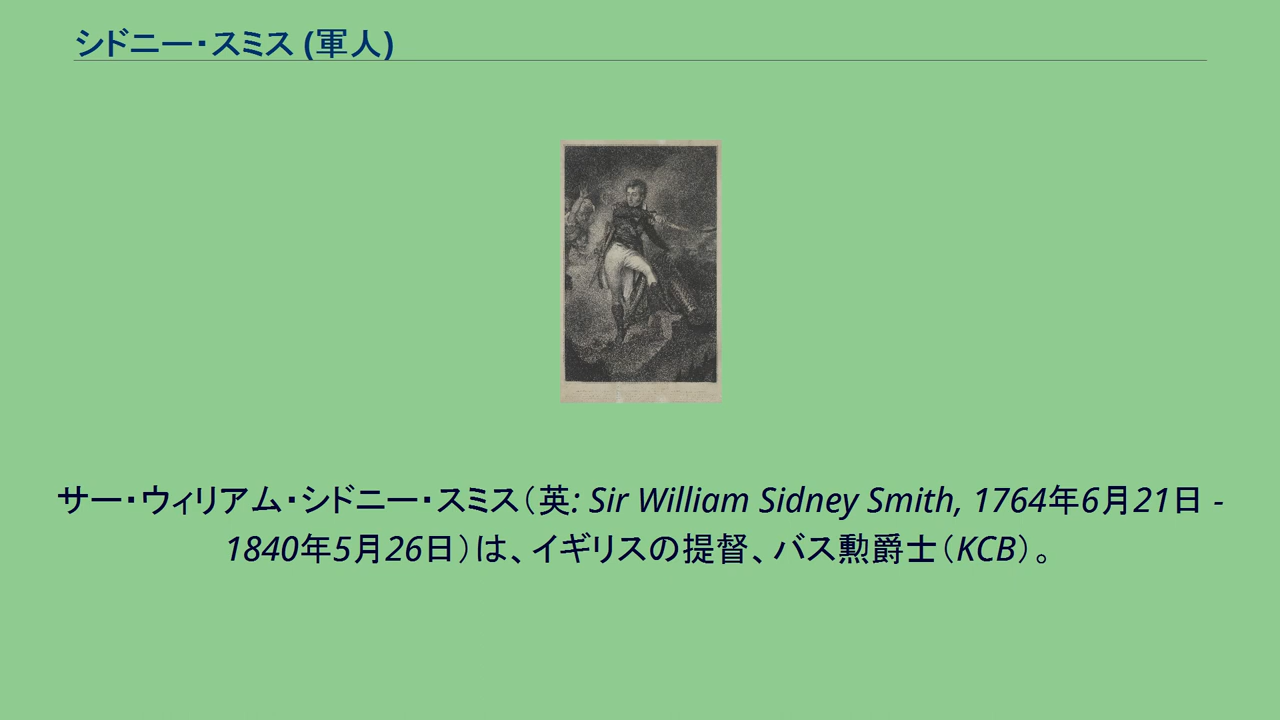 シドニー・スミス (軍人)
サー・ウィリアム・シドニー・スミス（英: Sir William Sidney Smith, 1764年6月21日 -
1840年5月26日）は、イギリスの提督、バス勲爵士（KCB）。